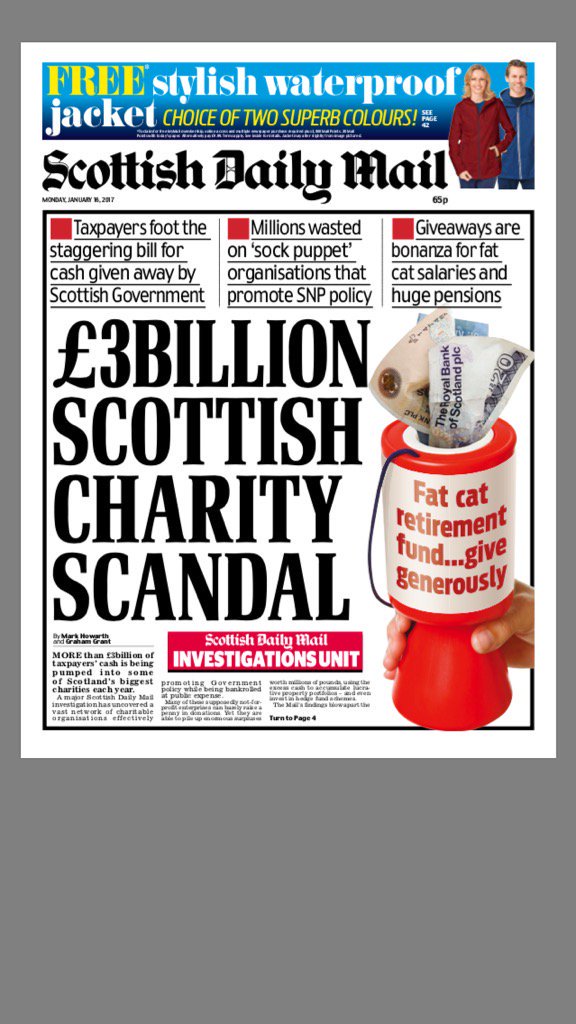 FREE* stylish waterproof
jacket CHOICE OF TWO SUPERB COLOURS! SEE
PAGE
42
Scottish Daily Mail
MONDAY, JANUARY 16, 2017
65p
Taxpayers foot the
staggering bill for
cash given away by
Scottish Government
Millions wasted
on ‘sock puppet’
organisations that
promote SNP policy
Giveaways are
bonanza for fat
cat salaries and
huge pensions
£3BILLION
SCOTTISH
CHARITY
SCANDAL
The Royal Bank
of Scotland plc
£20
Fat cat
retirement
fund...give
generously
By Mark Howarth
and Graham Grant
Scottish Daily Mail
INVESTIGATIONS UNIT
MORE than £3billion of
taxpayers’ cash is being
pumped into some
of Scotland’s biggest
charities each year.
A major Scottish Daily Mail
investigation has uncovered a
vast network of charitable
organisations effectively
promoting Government
policy while being bankrolled
at public expense.
Many of these supposedly not-for-
profit enterprises can barely raise a
penny in donations. Yet they are
able to pile up enormous surpluses
worth millions of pounds, using the
excess cash to accumulate lucra-
tive property portfolios – and even
invest in hedge fund schemes.
The Mail’s findings blow apart the
Turn to Page 4